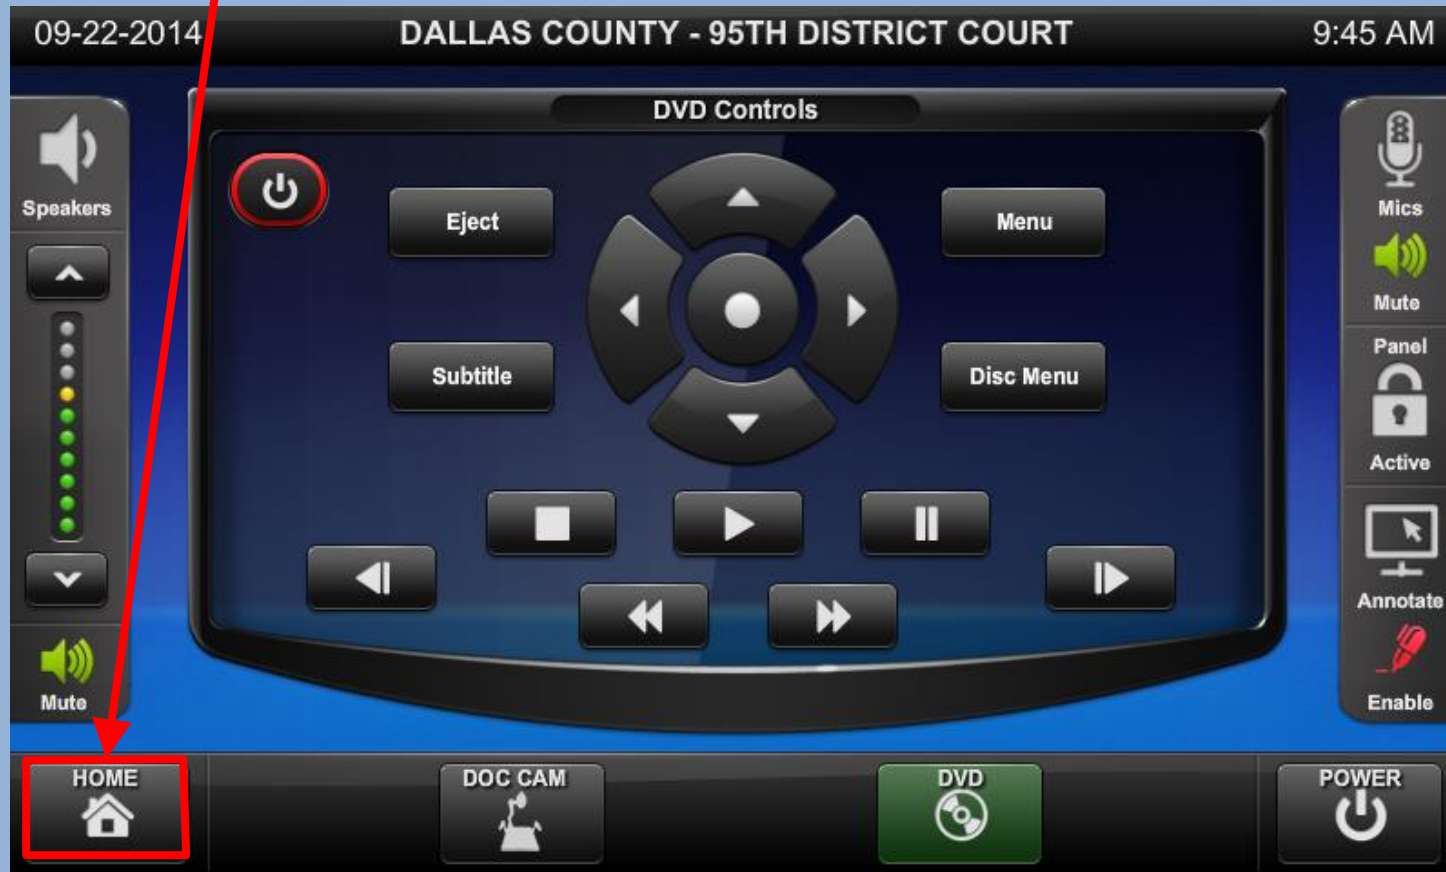 09-22-2014
DALLAS COUNTY - 95TH DISTRICT COURT
9:45 AM
DVD Controls
Speakers
Eject
Menu
Mics
Mute
Panel
Subtitle
Disc Menu
Active
Annotate
Mute
Enable
HOME
DOC CAM
DVD
POWER